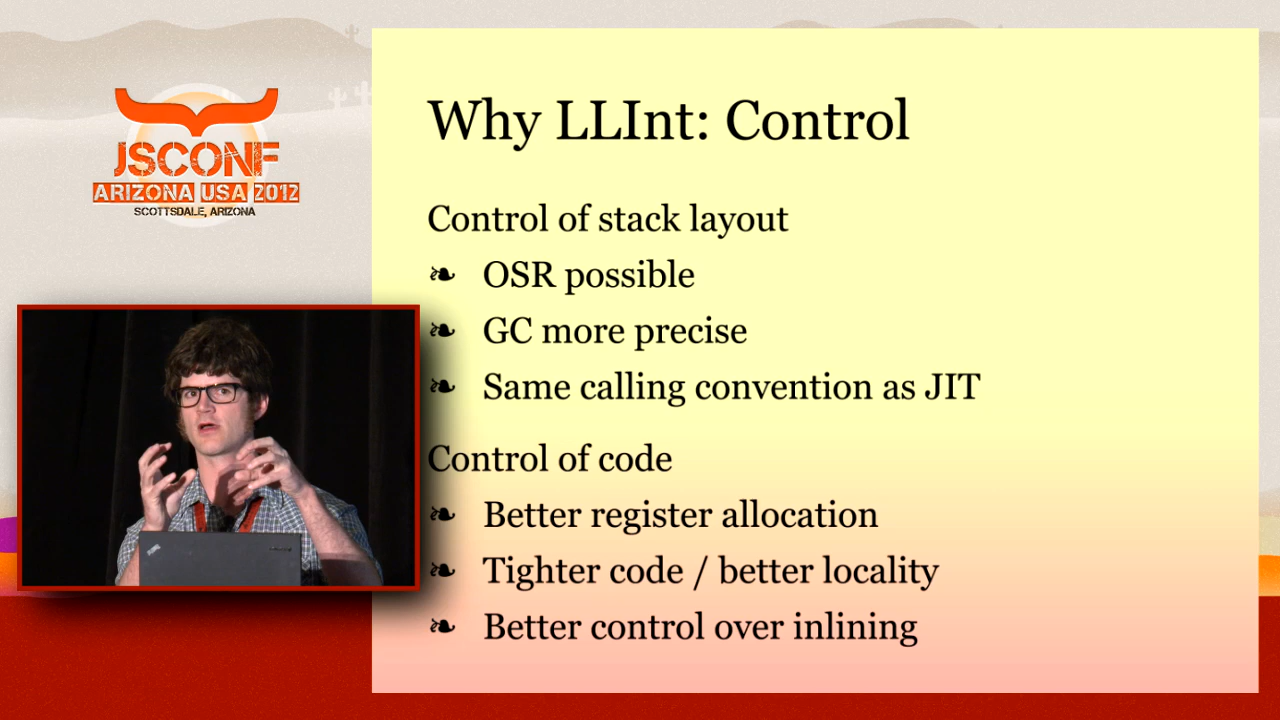 JSCONF
ARIZONA USA 2012
SCOTTSDALE, ARIZONA
Why LLInt: Control
Control of stack layout
❧ OSR possible
❧ GC more precise
❧ Same calling convention as JIT
Control of code
❧ Better register allocation
❧ Tighter code / better locality
❧ Better control over inlining